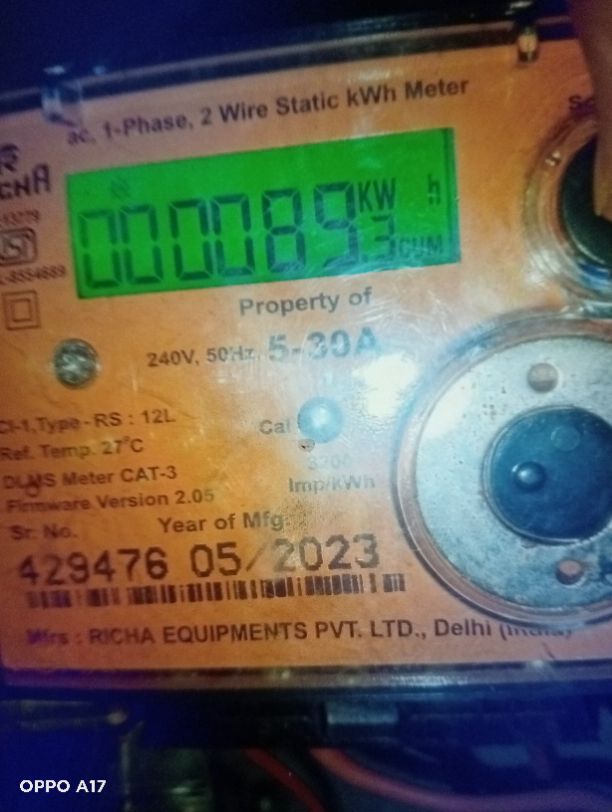 ac, 1-Phase, 2 Wire Static kWh Meter
KW h
000089.3
CUM
Property of
240V, 50Hz, 5-30A
Cl-1, Type - RS : 12L
Cal
Ref. Temp. 27°C
3200
DLMS Meter CAT-3
Imp/kWh
Firmware Version 2.05
Sr. No. Year of Mfg
429476 05/2023
Mfrs : RICHA EQUIPMENTS PVT. LTD., Delhi (India)
OPPO A17